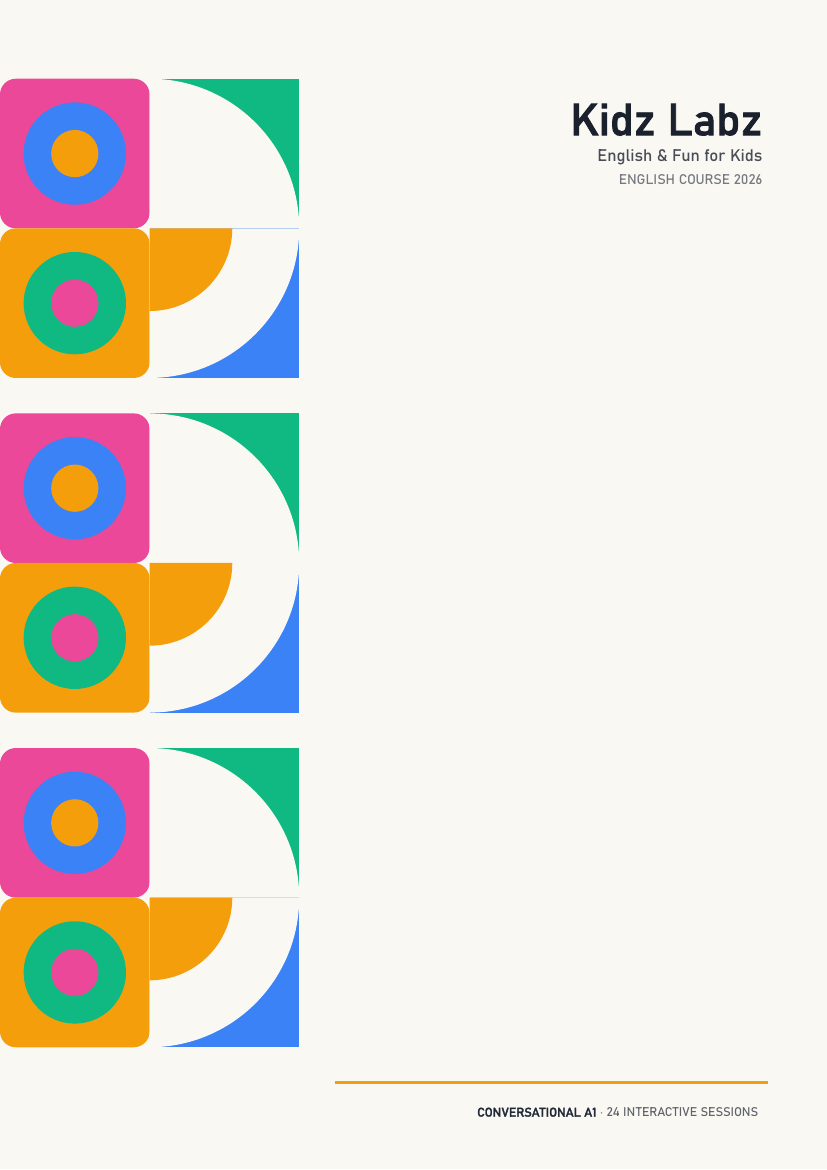 Kidz Labz
English & Fun for Kids
ENGLISH COURSE 2026
CONVERSATIONAL A1 · 24 INTERACTIVE SESSIONS